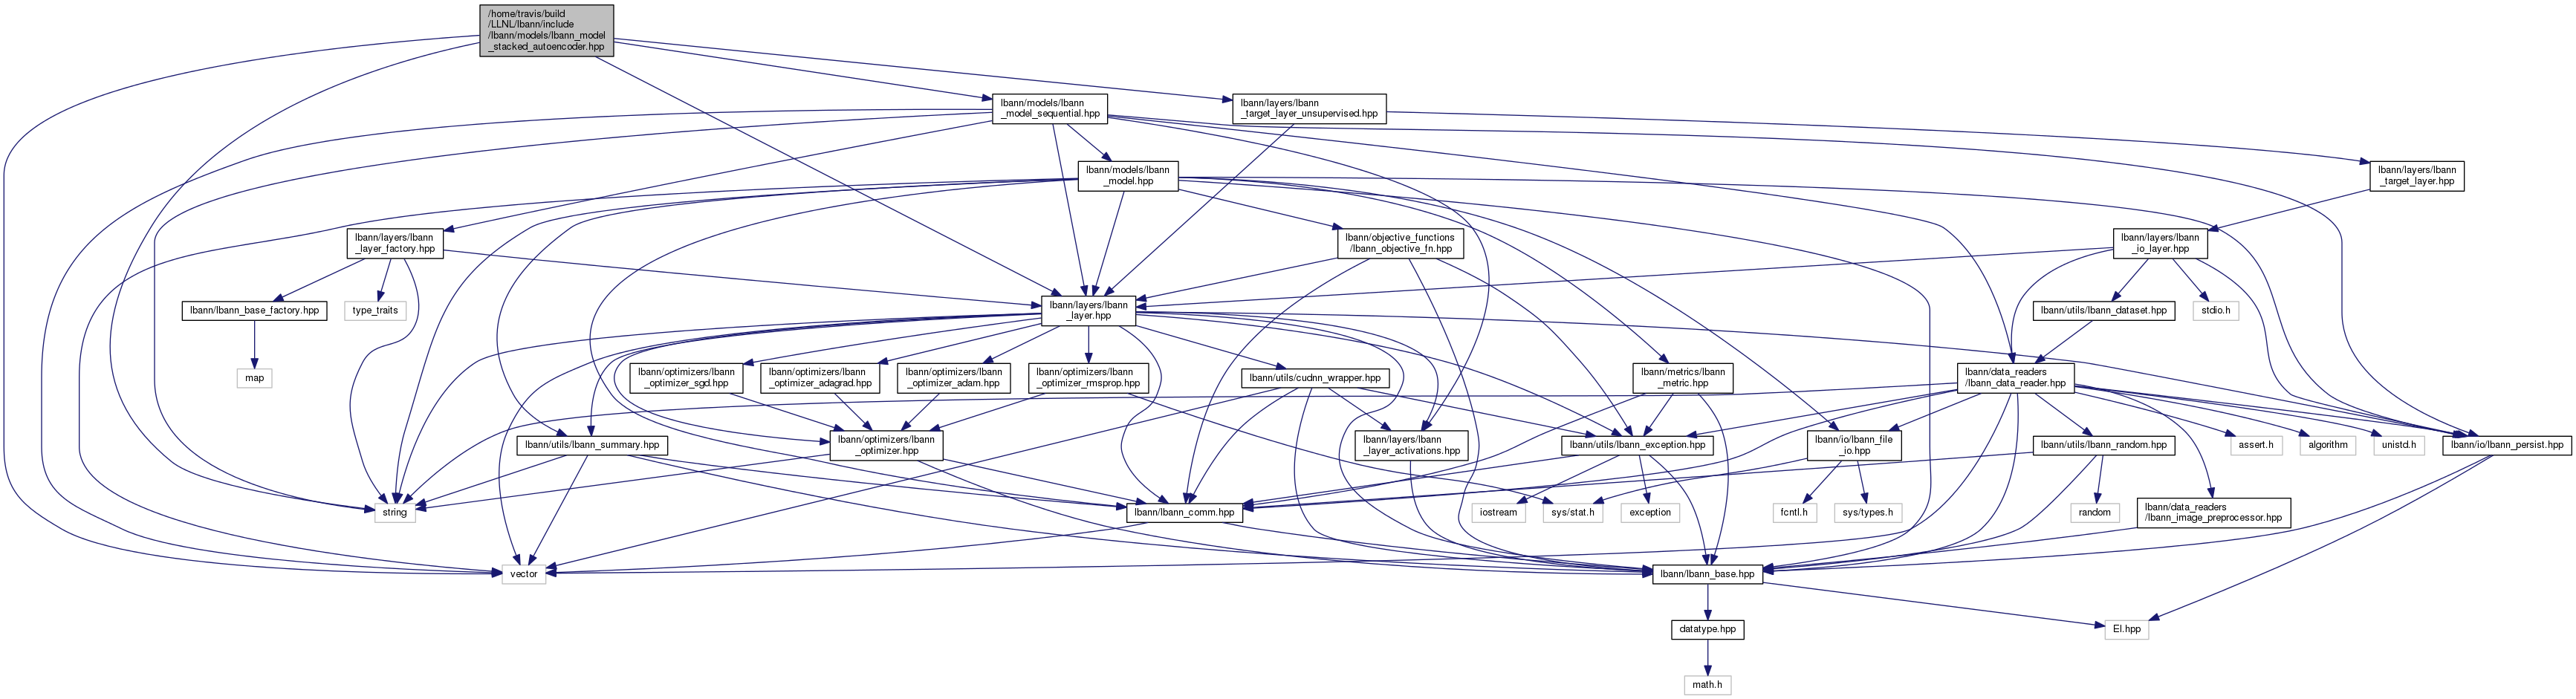 /home/travis/build
/LLNL/lbann/include
/lbann/models/lbann_model
_stacked_autoencoder.hpp
lbann/models/lbann
_model_sequential.hpp
lbann/layers/lbann
_target_layer_unsupervised.hpp
lbann/models/lbann
_model.hpp
lbann/layers/lbann
_target_layer.hpp
lbann/layers/lbann
_layer_factory.hpp
lbann/objective_functions
/lbann_objective_fn.hpp
lbann/layers/lbann
_io_layer.hpp
lbann/lbann_base_factory.hpp
type_traits
lbann/layers/lbann
_layer.hpp
lbann/utils/lbann_dataset.hpp
stdio.h
map
lbann/optimizers/lbann
_optimizer_sgd.hpp
lbann/optimizers/lbann
_optimizer_adagrad.hpp
lbann/optimizers/lbann
_optimizer_adam.hpp
lbann/optimizers/lbann
_optimizer_rmsprop.hpp
lbann/utils/cudnn_wrapper.hpp
lbann/metrics/lbann
_metric.hpp
lbann/data_readers
/lbann_data_reader.hpp
lbann/utils/lbann_summary.hpp
lbann/optimizers/lbann
_optimizer.hpp
lbann/layers/lbann
_layer_activations.hpp
lbann/utils/lbann_exception.hpp
lbann/io/lbann_file
_io.hpp
lbann/utils/lbann_random.hpp
assert.h
algorithm
unistd.h
lbann/io/lbann_persist.hpp
string
lbann/lbann_comm.hpp
iostream
sys/stat.h
exception
fcntl.h
sys/types.h
random
lbann/data_readers
/lbann_image_preprocessor.hpp
vector
lbann/lbann_base.hpp
datatype.hpp
El.hpp
math.h